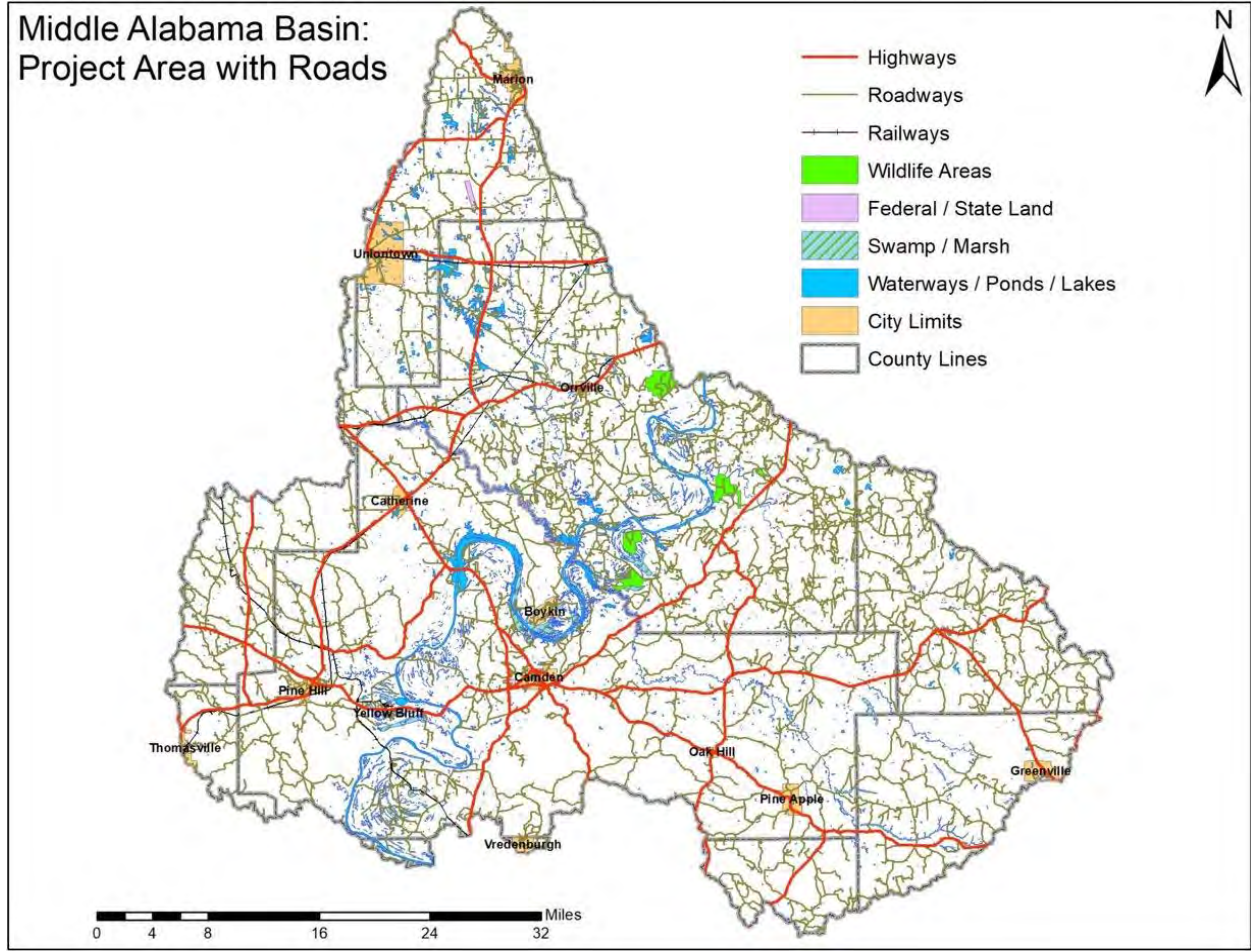 Middle Alabama Basin:
Project Area with Roads
N
Highways
Roadways
Railways
Wildlife Areas
Federal / State Land
Swamp / Marsh
Waterways / Ponds / Lakes
City Limits
County Lines
Marion
Uniontown
Orrville
Catherine
Boykin
Camden
Pine Hill
Yellow Bluff
Thomasville
Oak Hill
Greenville
Pine Apple
Vredenburgh
Miles
0 4 8 16 24 32